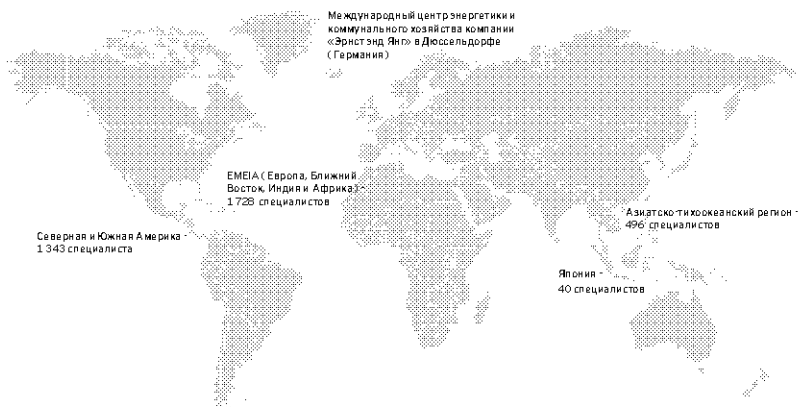 Международный центр энергетики и
коммунального хозяйства компании
«Эрнст энд Янг» в Дюссельдорфе
(Германия)
EMEIA (Европа, Ближний
Восток, Индия и Африка) -
1 728 специалистов
Азиатско-тихоокеанский регион -
496 специалистов
Северная и Южная Америка -
1 343 специалиста
Япония -
40 специалистов